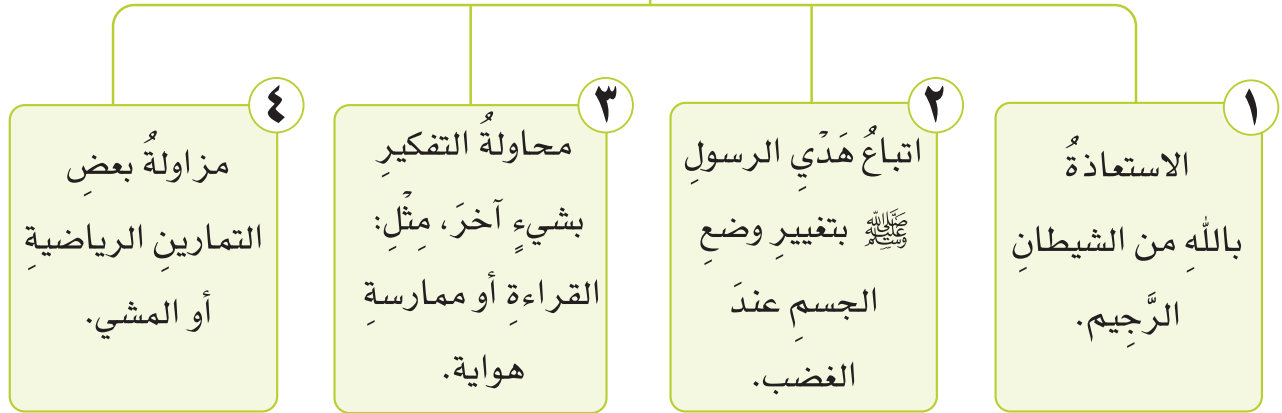 ١
الاستعاذةُ
باللهِ من الشيطانِ
الرَّجِيم.
٢
اتباعُ هَدْيِ الرسولِ
ﷺ بتغييرِ وضعِ
الجسمِ عندَ
الغضب.
٣
محاولةُ التفكيرِ
بشيءٍ آخرَ، مِثْلِ:
القراءةِ أو ممارسةِ
هواية.
٤
مزاولةُ بعضِ
التمارينِ الرياضيةِ
أو المشي.